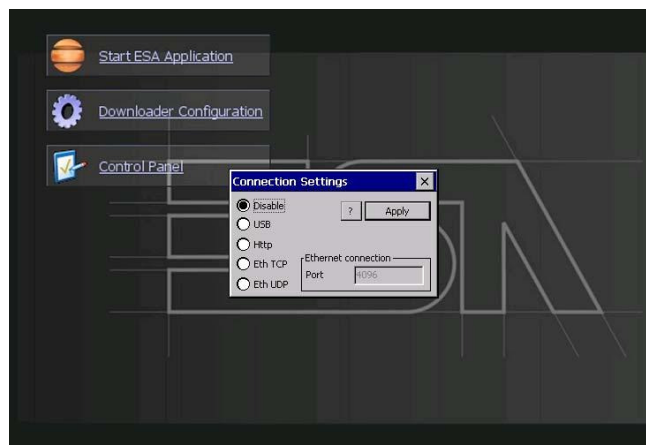 Start ESA Application
Downloader Configuration
Control Panel
Connection Settings
Disable
? Apply
USB
Http
Eth TCP
Eth UDP
Ethernet connection
Port 4096
ESA